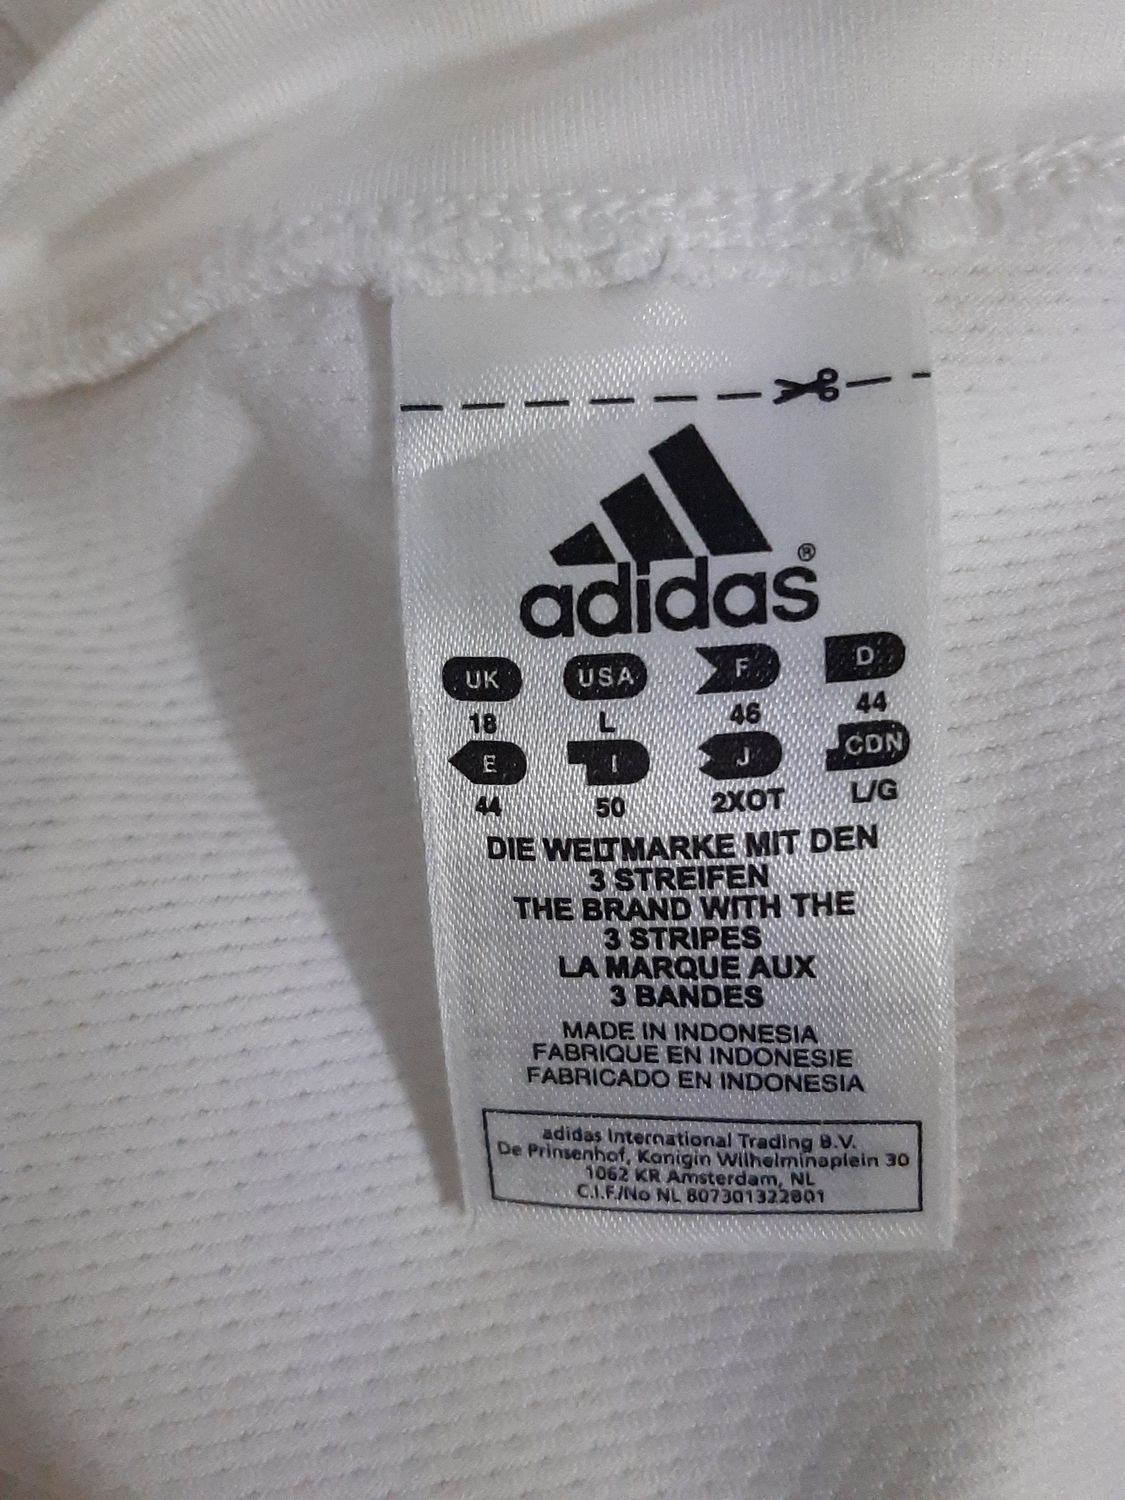 adidas®
UK USA F D
18 L 46 44
E I J CDN
44 50 2XOT L/G
DIE WELTMARKE MIT DEN
3 STREIFEN
THE BRAND WITH THE
3 STRIPES
LA MARQUE AUX
3 BANDES
MADE IN INDONESIA
FABRIQUE EN INDONESIE
FABRICADO EN INDONESIA
adidas International Trading B.V.
De Prinsenhof, Konigin Wilhelminaplein 30
1062 KR Amsterdam, NL
C.I.F./No NL 807301322B01